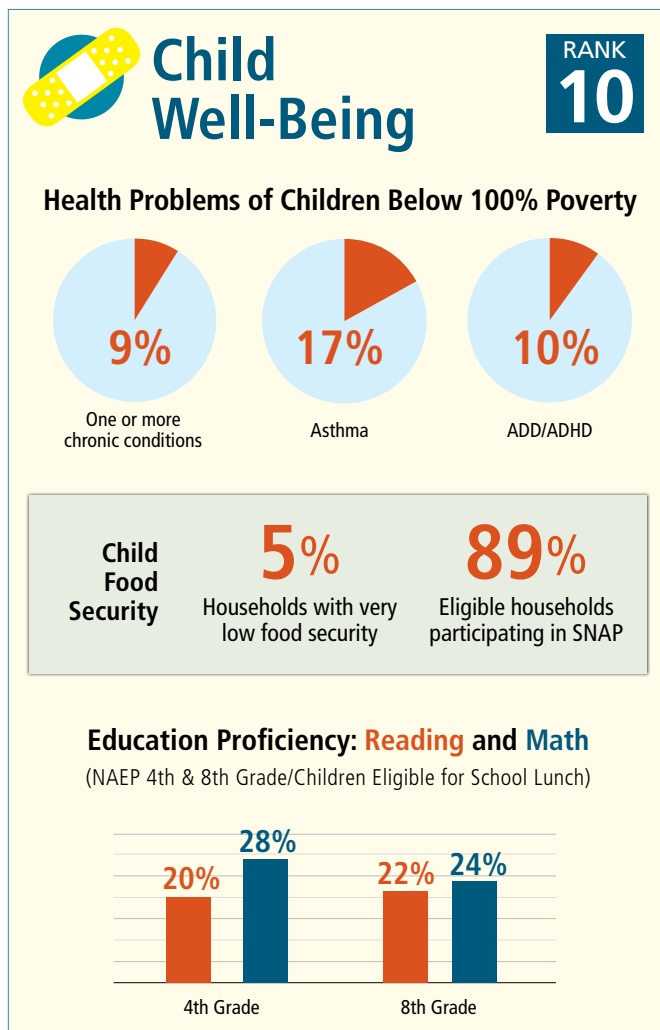 Child
Well-Being
RANK
10
Health Problems of Children Below 100% Poverty
9%
17%
10%
One or more
chronic conditions
Asthma
ADD/ADHD
Child
Food
Security
5%
Households with very
low food security
89%
Eligible households
participating in SNAP
Education Proficiency: Reading and Math
(NAEP 4th & 8th Grade/Children Eligible for School Lunch)
20%
28%
22%
24%
4th Grade
8th Grade